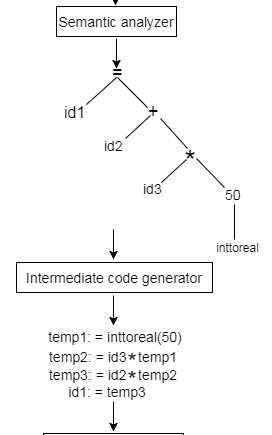 Semantic analyzer
=
id1
+
id2
*
id3
50
inttoreal
Intermediate code generator
temp1: = inttoreal(50)
temp2: = id3*temp1
temp3: = id2*temp2
id1: = temp3